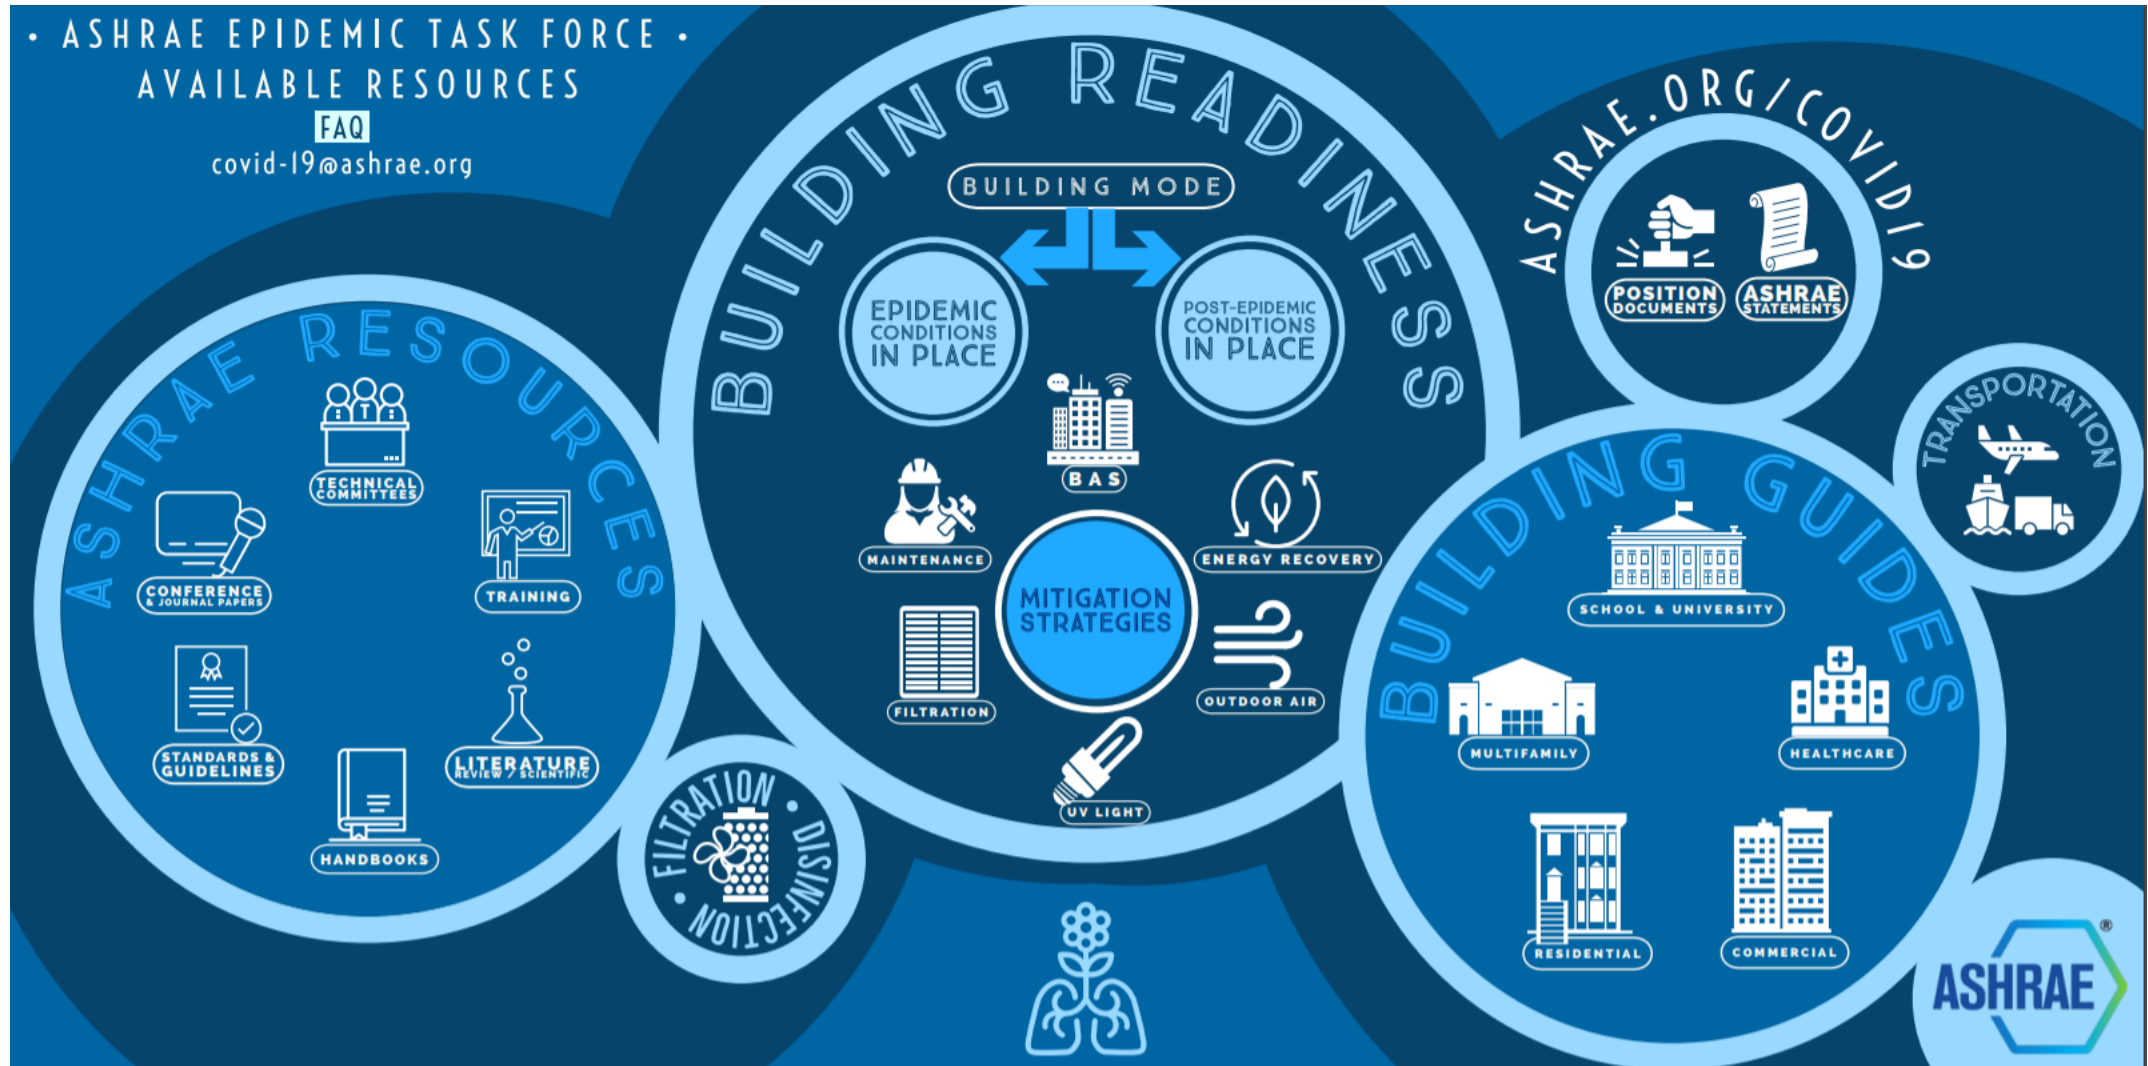 • ASHRAE EPIDEMIC TASK FORCE •
AVAILABLE RESOURCES
FAQ
covid-19@ashrae.org
ASHRAE RESOURCES
TECHNICAL
COMMITTEES
CONFERENCE
& JOURNAL PAPERS
TRAINING
STANDARDS &
GUIDELINES
LITERATURE
REVIEW / SCIENTIFIC
HANDBOOKS
• FILTRATION • DISINFECTION
BUILDING READINESS
BUILDING MODE
EPIDEMIC
CONDITIONS
IN PLACE
POST-EPIDEMIC
CONDITIONS
IN PLACE
BAS
MAINTENANCE
ENERGY RECOVERY
MITIGATION
STRATEGIES
FILTRATION
OUTDOOR AIR
UV LIGHT
ASHRAE.ORG/COVID19
POSITION
DOCUMENTS
ASHRAE
STATEMENTS
TRANSPORTATION
BUILDING GUIDES
SCHOOL & UNIVERSITY
MULTIFAMILY
HEALTHCARE
RESIDENTIAL
COMMERCIAL
ASHRAE®